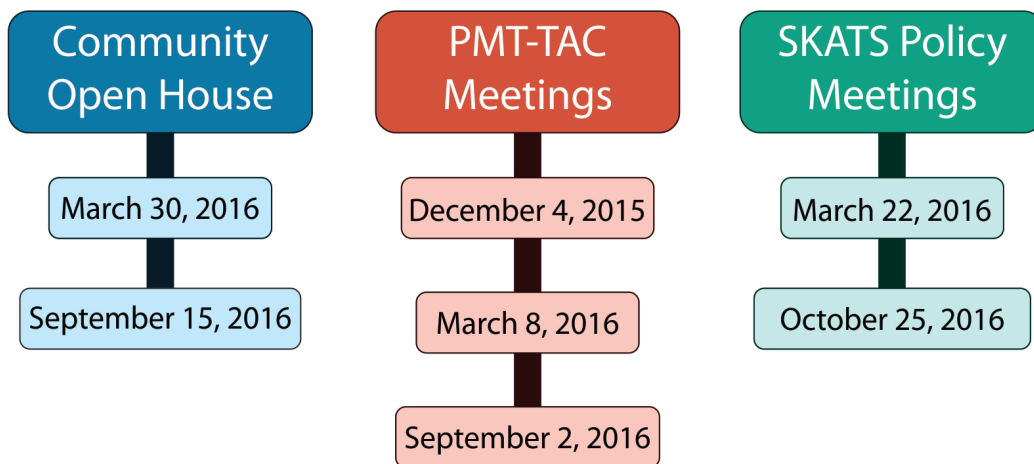 Community
Open House
March 30, 2016
September 15, 2016
PMT-TAC
Meetings
December 4, 2015
March 8, 2016
September 2, 2016
SKATS Policy
Meetings
March 22, 2016
October 25, 2016